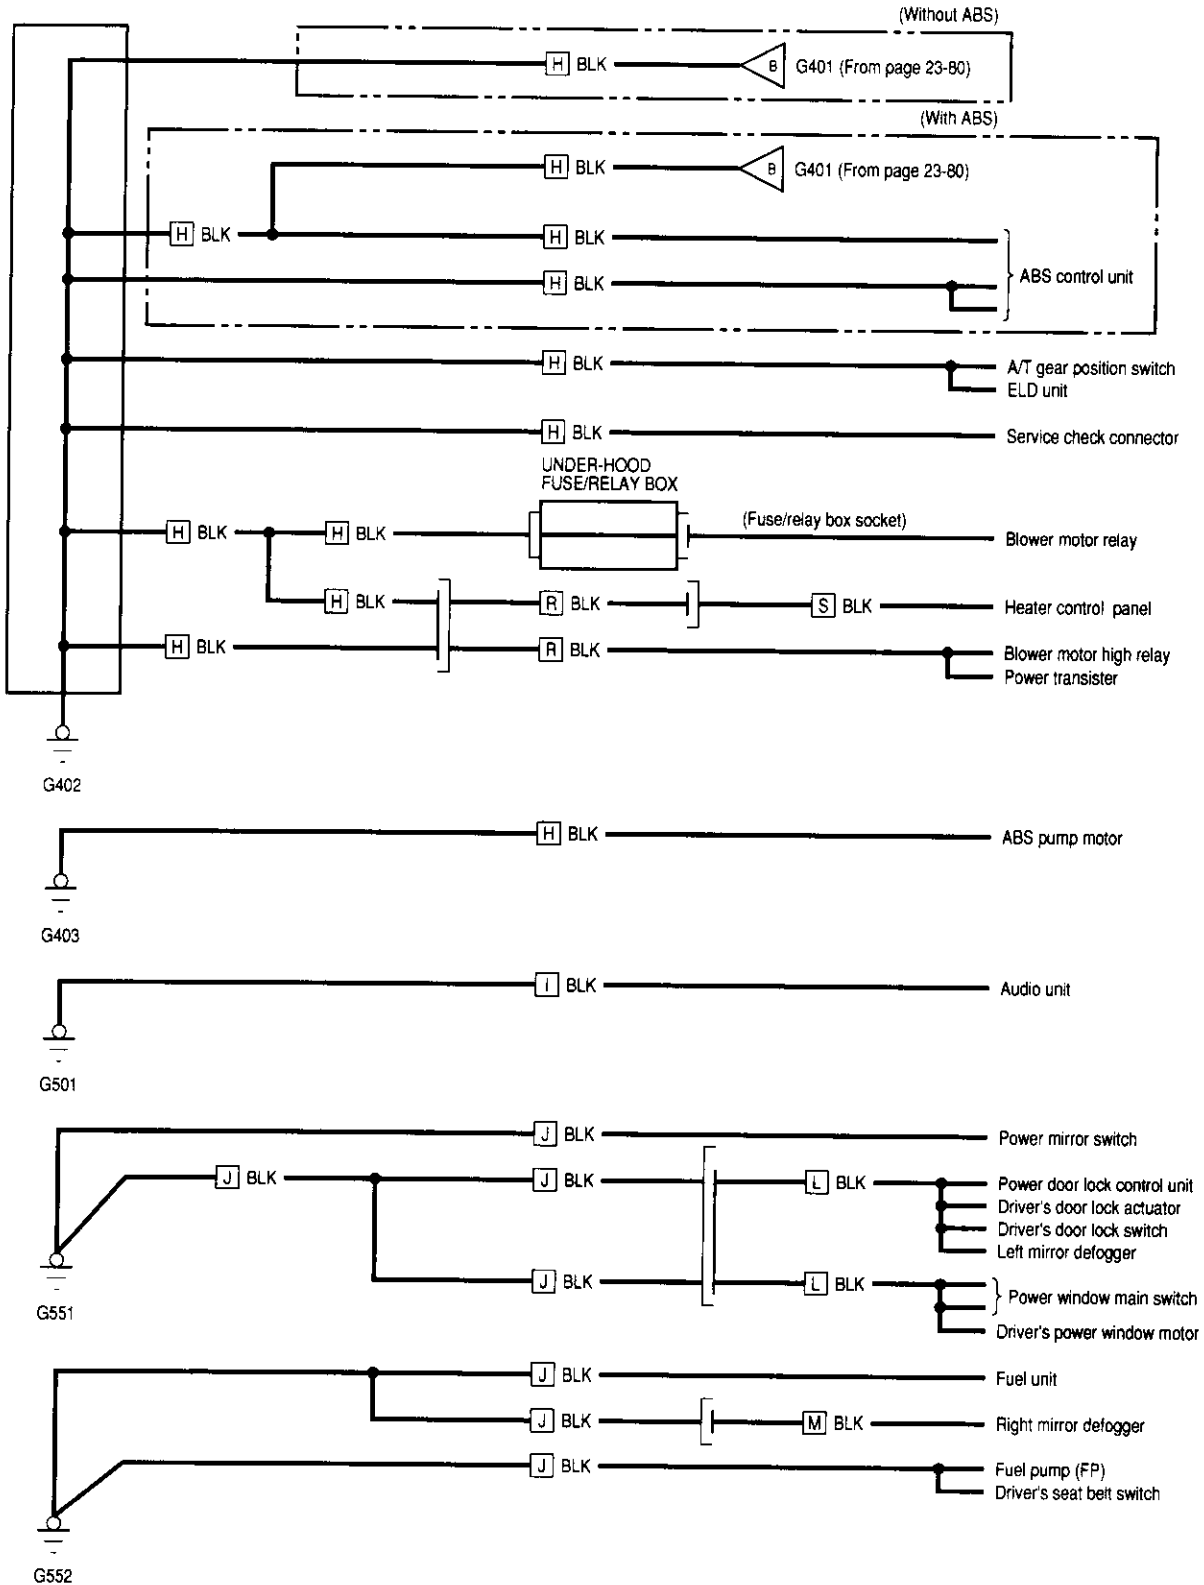 (Without ABS)
H BLK B G401 (From page 23-80)
(With ABS)
H BLK B G401 (From page 23-80)
H BLK H BLK
ABS control unit
H BLK
H BLK A/T gear position switch
ELD unit
H BLK Service check connector
UNDER-HOOD
FUSE/RELAY BOX
(Fuse/relay box socket)
H BLK H BLK Blower motor relay
H BLK R BLK S BLK Heater control panel
H BLK R BLK Blower motor high relay
Power transister
G402
H BLK ABS pump motor
G403
I BLK Audio unit
G501
J BLK Power mirror switch
J BLK J BLK L BLK Power door lock control unit
Driver's door lock actuator
Driver's door lock switch
Left mirror defogger
J BLK L BLK Power window main switch
G551
Driver's power window motor
J BLK Fuel unit
J BLK M BLK Right mirror defogger
J BLK Fuel pump (FP)
Driver's seat belt switch
G552